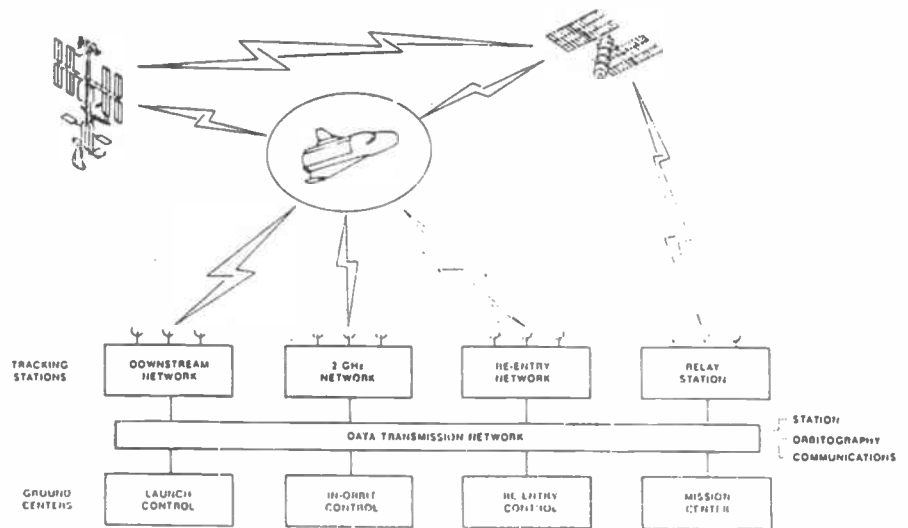 TRACKING
STATIONS
DOWNSTREAM
NETWORK
2 GHz
NETWORK
RE-ENTRY
NETWORK
RELAY
STATION
DATA TRANSMISSION NETWORK
STATION
ORBITOGRAPHY
COMMUNICATIONS
GROUND
CENTERS
LAUNCH
CONTROL
IN-ORBIT
CONTROL
RE-ENTRY
CONTROL
MISSION
CENTER